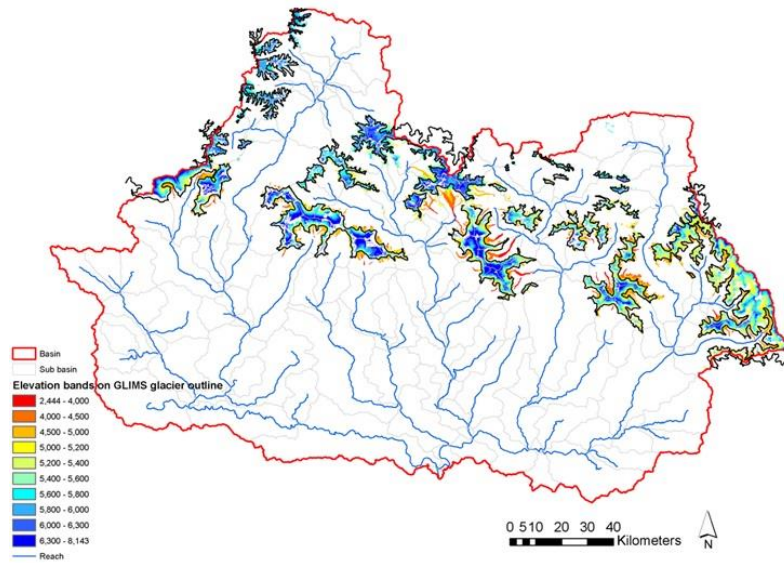 Basin
Sub basin
Elevation bands on GLIMS glacier outline
2,444 - 4,000
4,000 - 4,500
4,500 - 5,000
5,000 - 5,200
5,200 - 5,400
5,400 - 5,600
5,600 - 5,800
5,800 - 6,000
6,000 - 6,300
6,300 - 8,143
Reach
0 5 10 20 30 40
Kilometers
N